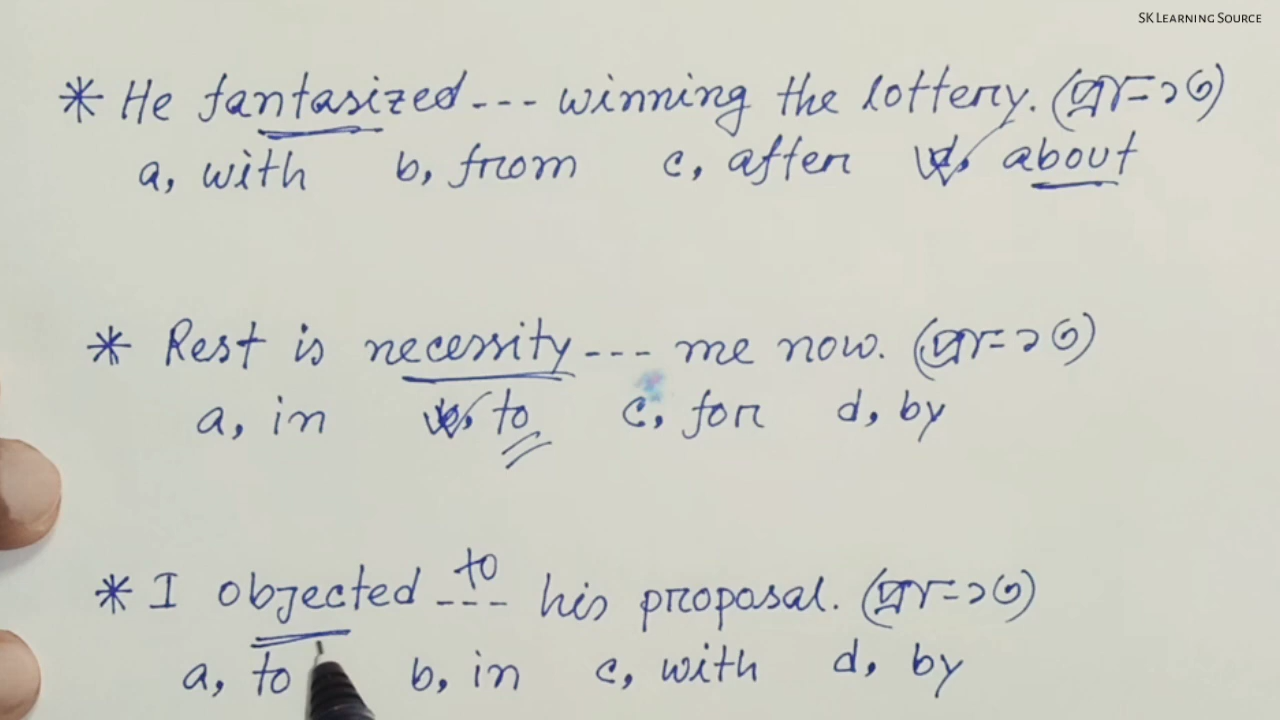 SK LEARNING SOURCE
* He fantasized --- winning the lottery. (প্রাঃ=১৩)
a, with b, from c, after d, about
* Rest is necessity --- me now. (প্রাঃ=১৩)
a, in b, to c, for d, by
to
* I objected --- his proposal. (প্রাঃ=১৩)
a, to b, in c, with d, by